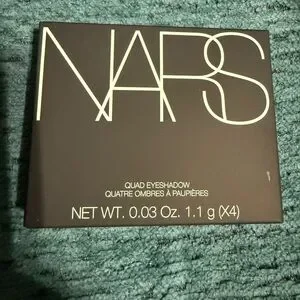 NARS
QUAD EYESHADOW
QUATRE OMBRES À PAUPIÈRES
NET WT. 0.03 Oz. 1.1 g (X4)